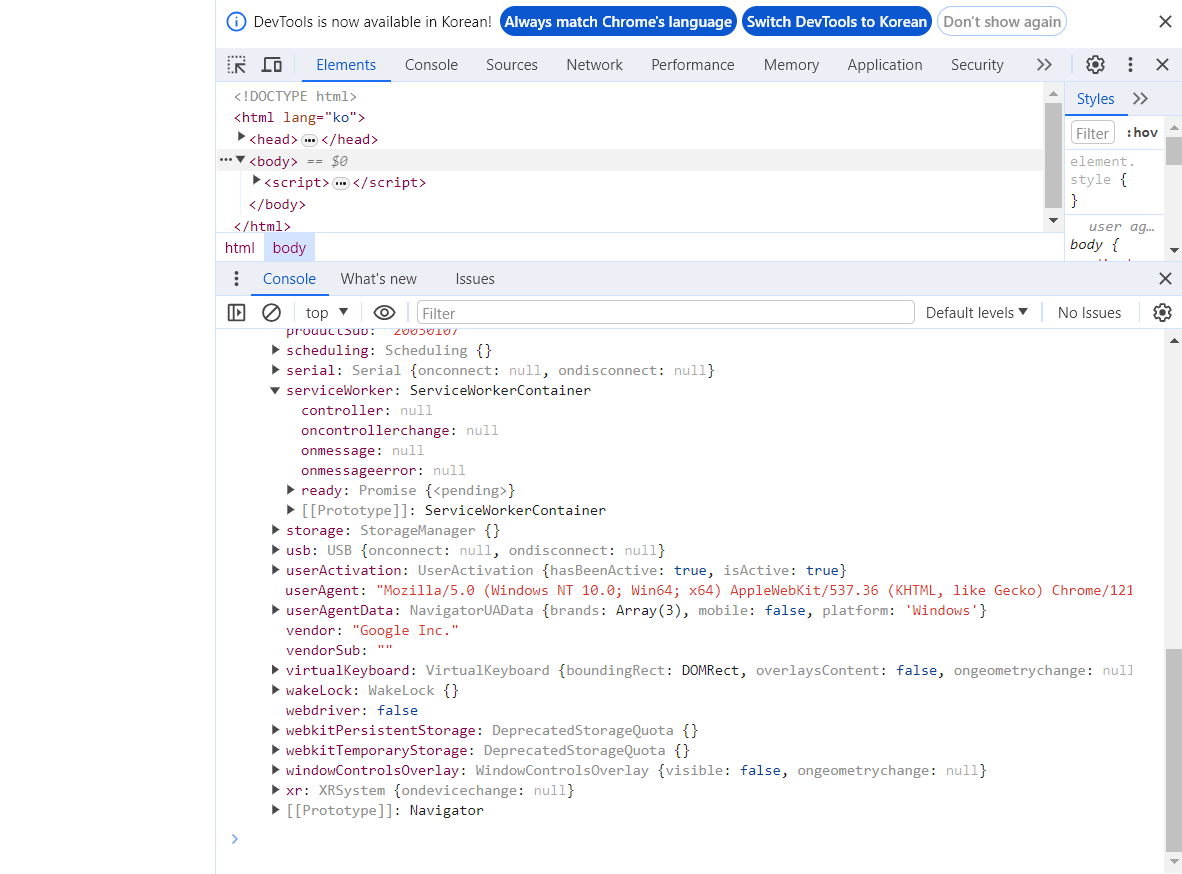 DevTools is now available in Korean! Always match Chrome's language Switch DevTools to Korean Don't show again
Elements Console Sources Network Performance Memory Application Security
<!DOCTYPE html>
<html lang="ko">
<head> … </head>
<body> == $0
<script> … </script>
</body>
</html>
html body
Styles
Filter :hov
element.
style {
}
user ag…
body {
Console What's new Issues
top Filter Default levels No Issues
productSub: "20030107"
scheduling: Scheduling {}
serial: Serial {onconnect: null, ondisconnect: null}
serviceWorker: ServiceWorkerContainer
controller: null
oncontrollerchange: null
onmessage: null
onmessageerror: null
ready: Promise {<pending>}
[[Prototype]]: ServiceWorkerContainer
storage: StorageManager {}
usb: USB {onconnect: null, ondisconnect: null}
userActivation: UserActivation {hasBeenActive: true, isActive: true}
userAgent: "Mozilla/5.0 (Windows NT 10.0; Win64; x64) AppleWebKit/537.36 (KHTML, like Gecko) Chrome/121
userAgentData: NavigatorUAData {brands: Array(3), mobile: false, platform: 'Windows'}
vendor: "Google Inc."
vendorSub: ""
virtualKeyboard: VirtualKeyboard {boundingRect: DOMRect, overlaysContent: false, ongeometrychange: null
wakeLock: WakeLock {}
webdriver: false
webkitPersistentStorage: DeprecatedStorageQuota {}
webkitTemporaryStorage: DeprecatedStorageQuota {}
windowControlsOverlay: WindowControlsOverlay {visible: false, ongeometrychange: null}
xr: XRSystem {ondevicechange: null}
[[Prototype]]: Navigator